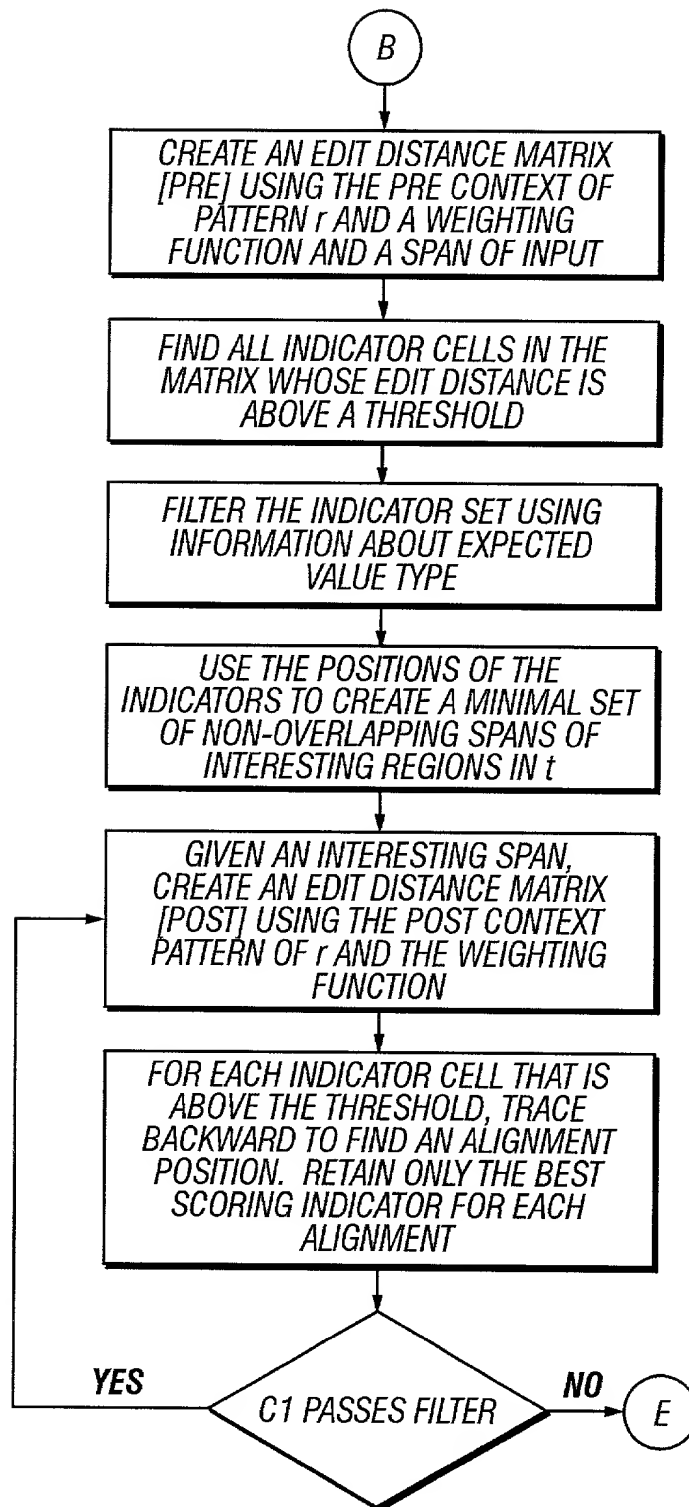 B
CREATE AN EDIT DISTANCE MATRIX
[PRE] USING THE PRE CONTEXT OF
PATTERN r AND A WEIGHTING
FUNCTION AND A SPAN OF INPUT
FIND ALL INDICATOR CELLS IN THE
MATRIX WHOSE EDIT DISTANCE IS
ABOVE A THRESHOLD
FILTER THE INDICATOR SET USING
INFORMATION ABOUT EXPECTED
VALUE TYPE
USE THE POSITIONS OF THE
INDICATORS TO CREATE A MINIMAL SET
OF NON-OVERLAPPING SPANS OF
INTERESTING REGIONS IN t
GIVEN AN INTERESTING SPAN,
CREATE AN EDIT DISTANCE MATRIX
[POST] USING THE POST CONTEXT
PATTERN OF r AND THE WEIGHTING
FUNCTION
FOR EACH INDICATOR CELL THAT IS
ABOVE THE THRESHOLD, TRACE
BACKWARD TO FIND AN ALIGNMENT
POSITION. RETAIN ONLY THE BEST
SCORING INDICATOR FOR EACH
ALIGNMENT
YES
C1 PASSES FILTER
NO
E